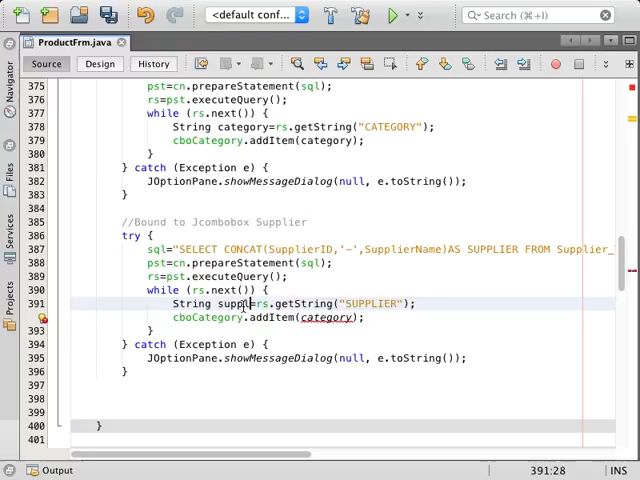 <default conf...
Search (⌘+I)
ProductFrm.java
Source
Design
History
Navigator
Files
Services
Projects
375 pst=cn.prepareStatement(sql);
376 rs=pst.executeQuery();
377 while (rs.next()) {
378 String category=rs.getString("CATEGORY");
379 cboCategory.addItem(category);
380 }
381 } catch (Exception e) {
382 JOptionPane.showMessageDialog(null, e.toString());
383 }
384
385 //Bound to Jcombobox Supplier
386 try {
387 sql="SELECT CONCAT(SupplierID,'-',SupplierName)AS SUPPLIER FROM Supplier_
388 pst=cn.prepareStatement(sql);
389 rs=pst.executeQuery();
390 while (rs.next()) {
391 String suppl=rs.getString("SUPPLIER");
cboCategory.addItem(category);
393 }
394 } catch (Exception e) {
395 JOptionPane.showMessageDialog(null, e.toString());
396 }
397
398
399
400 }
401
Output
391:28
INS